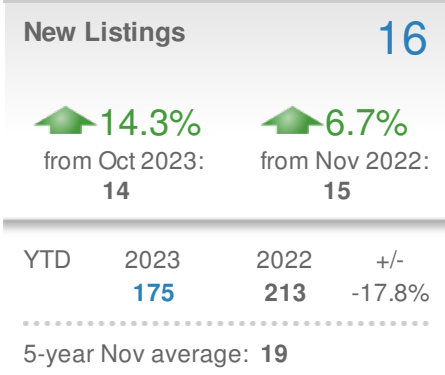 New Listings 16
14.3% 6.7%
from Oct 2023: from Nov 2022:
14 15
YTD 2023 2022 +/-
175 213 -17.8%
5-year Nov average: 19